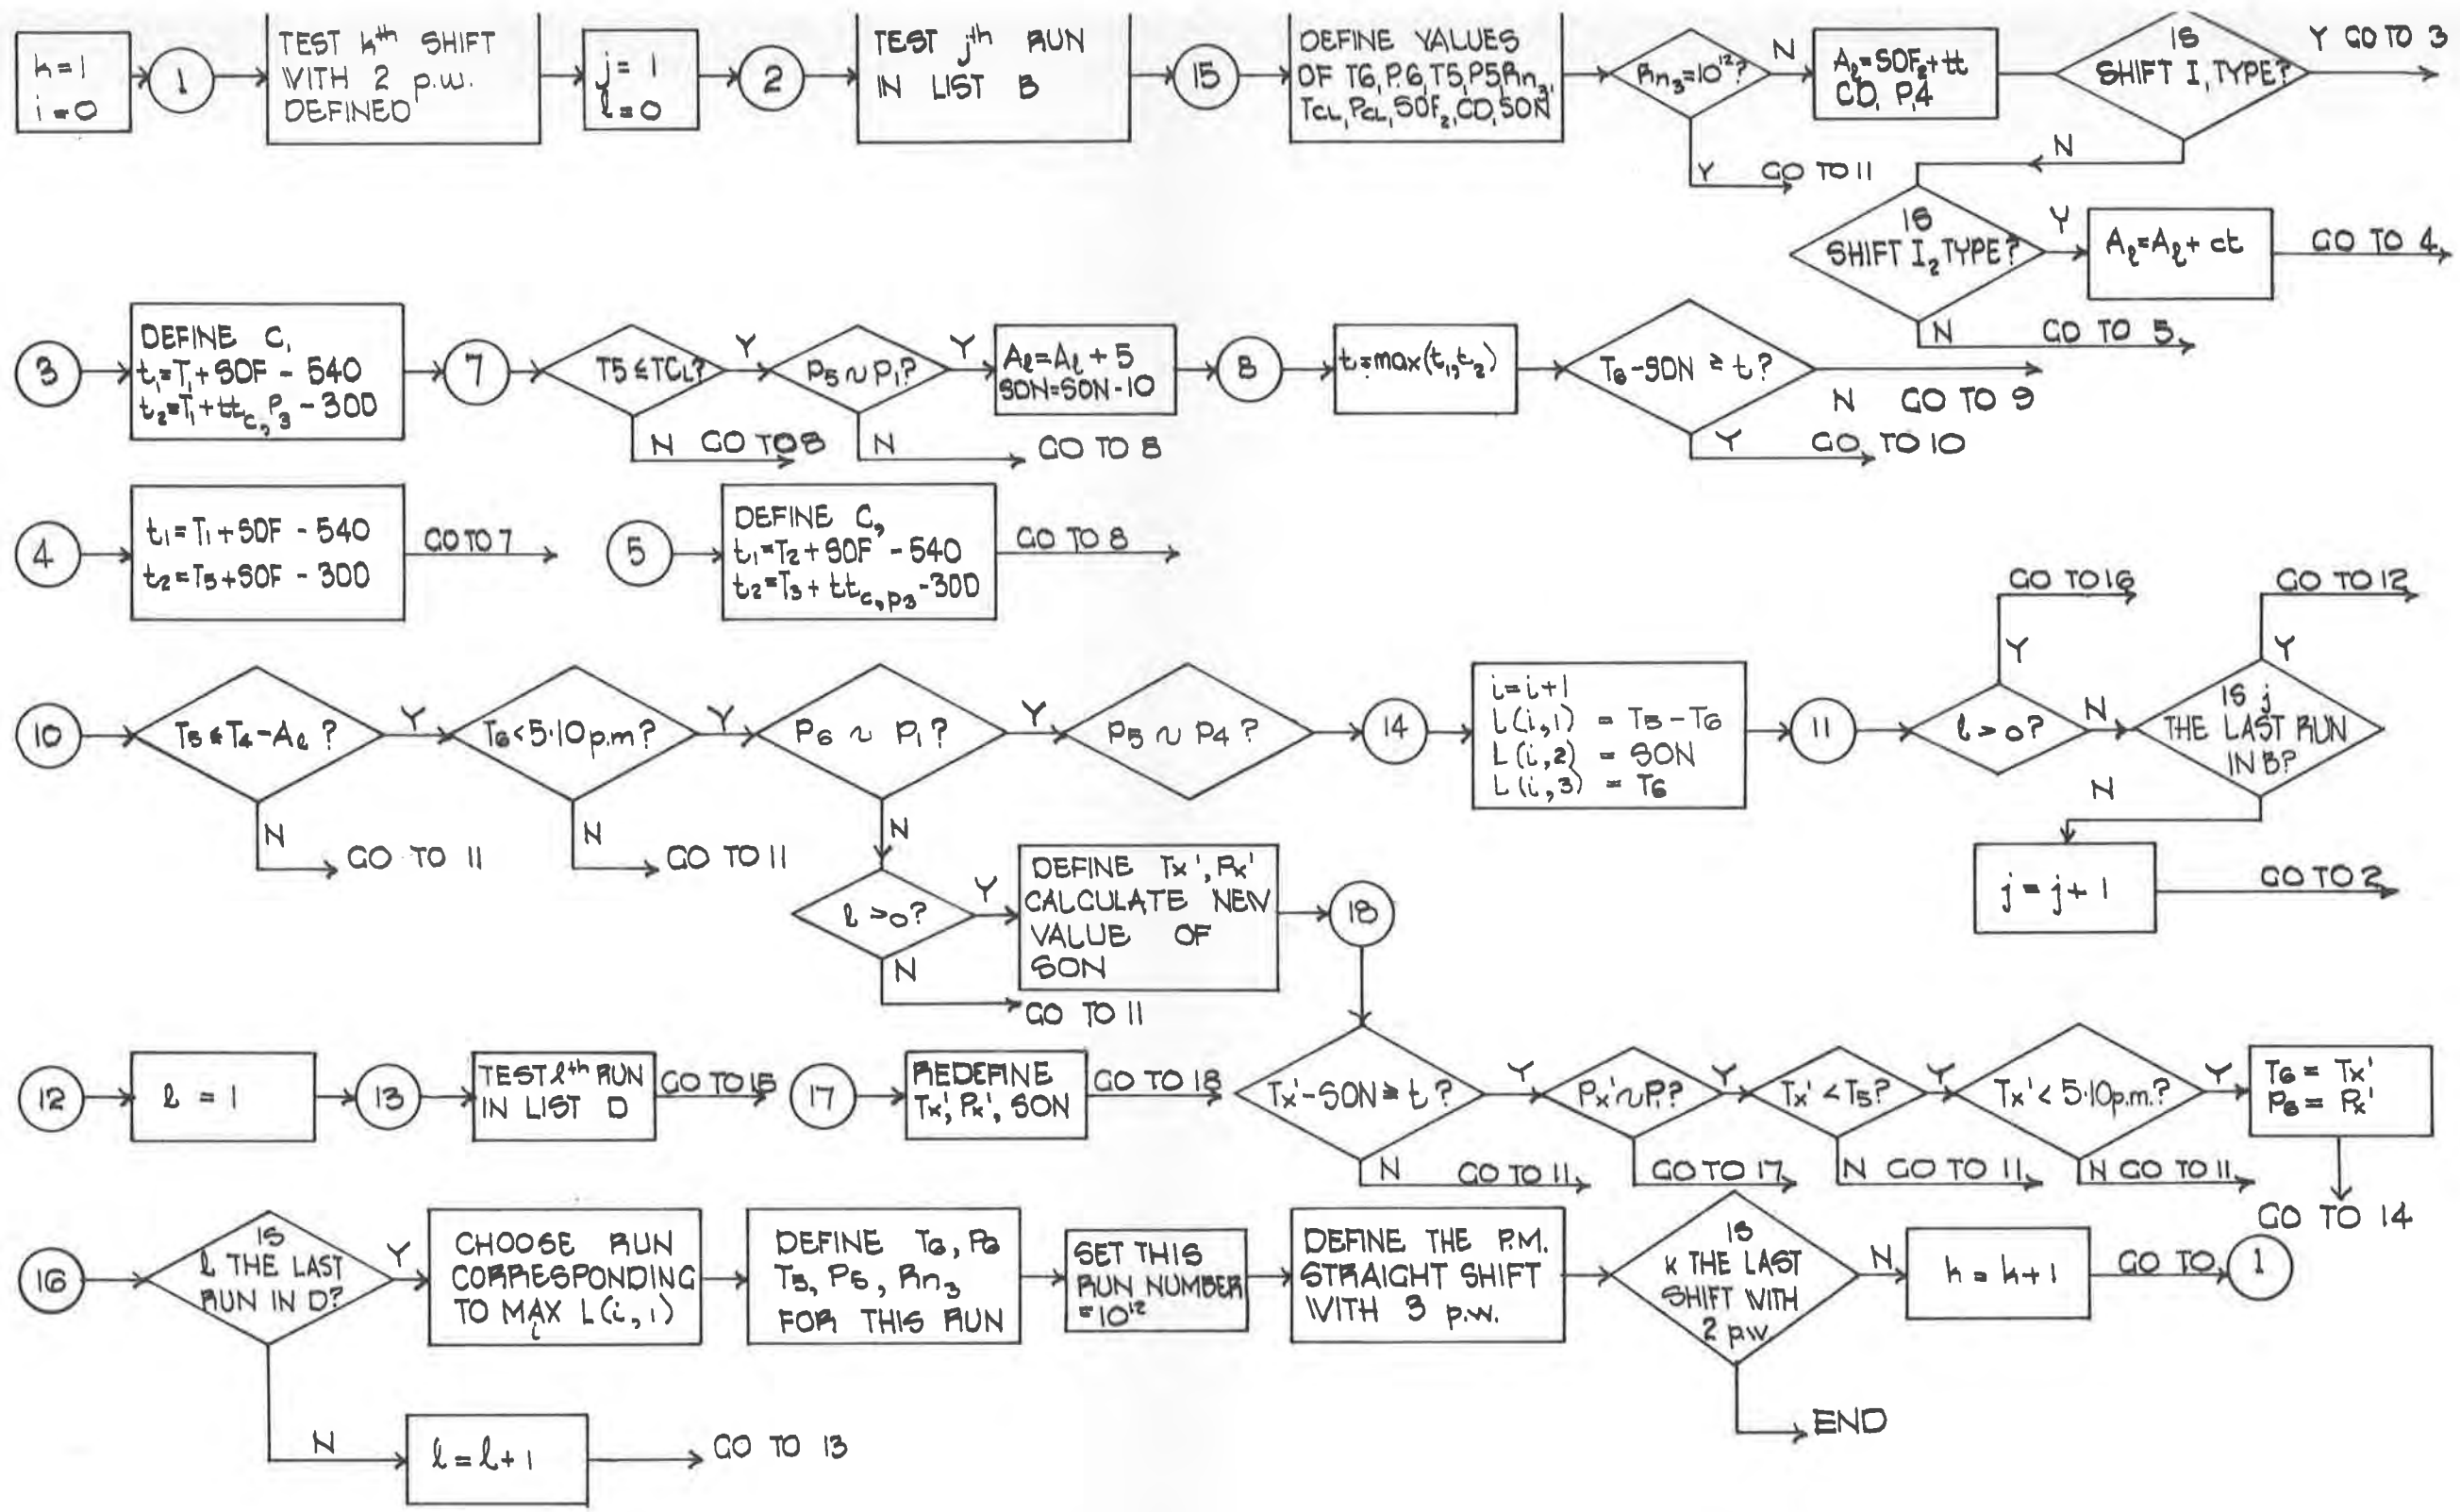 k=1
i=0
1
TEST kth SHIFT
WITH 2 p.w.
DEFINED
j=1
l=0
2
TEST jth RUN
IN LIST B
15
DEFINE VALUES
OF T6, P6, T5, P5, Rn3,
TCL, PCL, SOF2, CD, SON
Rn3=10^12?
N
Y GO TO 11
Al=SOF2+tt
CD, P4
IS
SHIFT I1 TYPE?
Y GO TO 3
N
IS
SHIFT I2 TYPE?
Y
Al=Al+ct
GO TO 4
N GO TO 5
3
DEFINE C,
t1=T1+SOF - 540
t2=T1+ttC,P3 - 300
7
T5≤TCL?
Y
N GO TO 8
P5~P1?
Y
N GO TO 8
Al=Al + 5
SON=SON-10
8
t=max(t1,t2)
T6-SON ≥ t?
N GO TO 9
Y GO TO 10
4
t1=T1+SOF - 540
t2=T3+SOF - 300
GO TO 7
5
DEFINE C,
t1=T2+SOF - 540
t2=T3+ttC,P3-300
GO TO 8
10
T5≤T4-Al ?
Y
N GO TO 11
T6<5·10p.m?
Y
N GO TO 11
P6 ~ P1?
Y
N
P5 ~ P4 ?
14
i=i+1
L(i,1) = T5-T6
L(i,2) = SON
L(i,3) = T6
11
l>0?
Y
GO TO 16
N
IS j
THE LAST RUN
IN B?
Y
GO TO 12
N
j=j+1
GO TO 2
l>0?
Y
N
GO TO 11
DEFINE Tx', Px'
CALCULATE NEW
VALUE OF
SON
18
12
l = 1
13
TEST lth RUN
IN LIST D
GO TO 15
17
REDEFINE
Tx', Px', SON
GO TO 18
Tx'-SON≥t?
Y
N GO TO 11
Px'~P1?
Y
GO TO 17
Tx'<T5?
Y
N GO TO 11
Tx'<5·10p.m.?
Y
N GO TO 11
T6 = Tx'
P6 = Px'
GO TO 14
16
IS
l THE LAST
RUN IN D?
Y
CHOOSE RUN
CORRESPONDING
TO MAX L(i,1)
i
DEFINE T6, P6
T5, P5, Rn3
FOR THIS RUN
SET THIS
RUN NUMBER
=10^12
DEFINE THE P.M.
STRAIGHT SHIFT
WITH 3 p.w.
IS
k THE LAST
SHIFT WITH
2 p.w
N
k=k+1
GO TO
1
END
N
l=l+1
GO TO 13